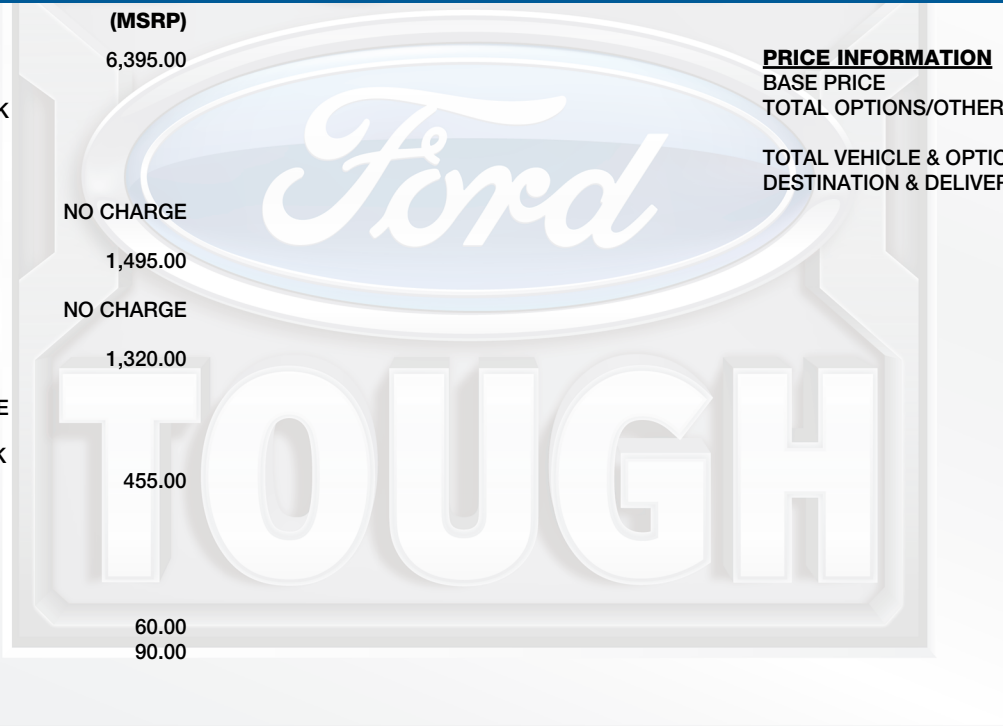 (MSRP)
6,395.00
K
NO CHARGE
1,495.00
NO CHARGE
1,320.00
E
K
455.00
60.00
90.00
PRICE INFORMATION
BASE PRICE
TOTAL OPTIONS/OTHER
TOTAL VEHICLE & OPTIO
DESTINATION & DELIVER
Ford
TOUGH